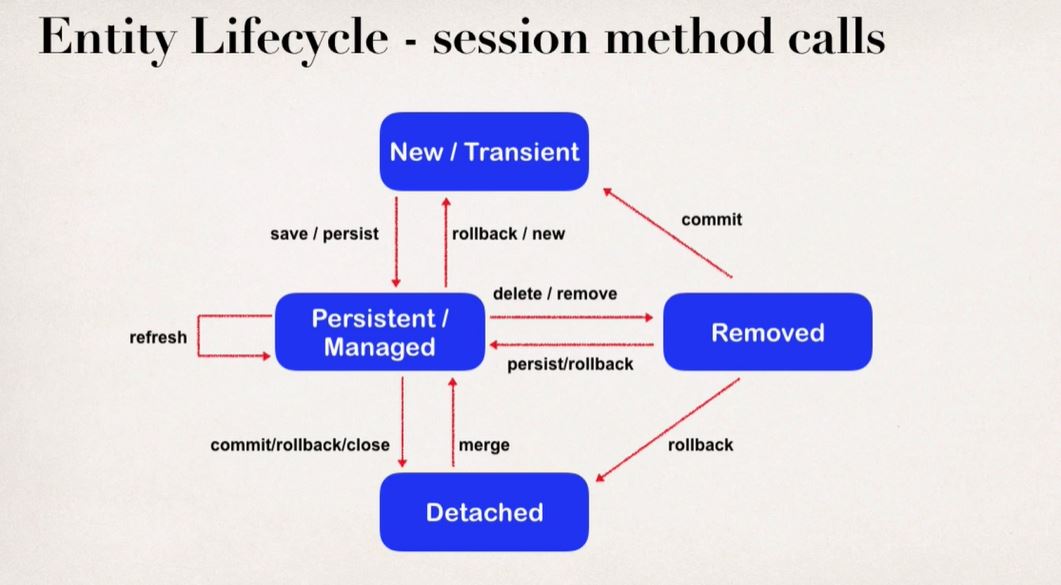 Entity Lifecycle - session method calls
New / Transient
commit
save / persist
rollback / new
delete / remove
Persistent /
Managed
Removed
refresh
persist/rollback
commit/rollback/close
merge
rollback
Detached